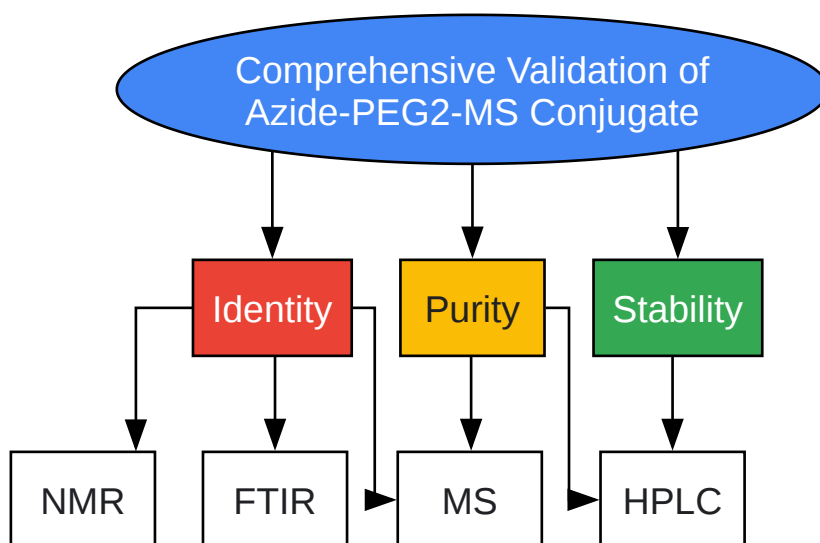 Comprehensive Validation of
Azide-PEG2-MS Conjugate
Identity
Purity
Stability
NMR
FTIR
MS
HPLC